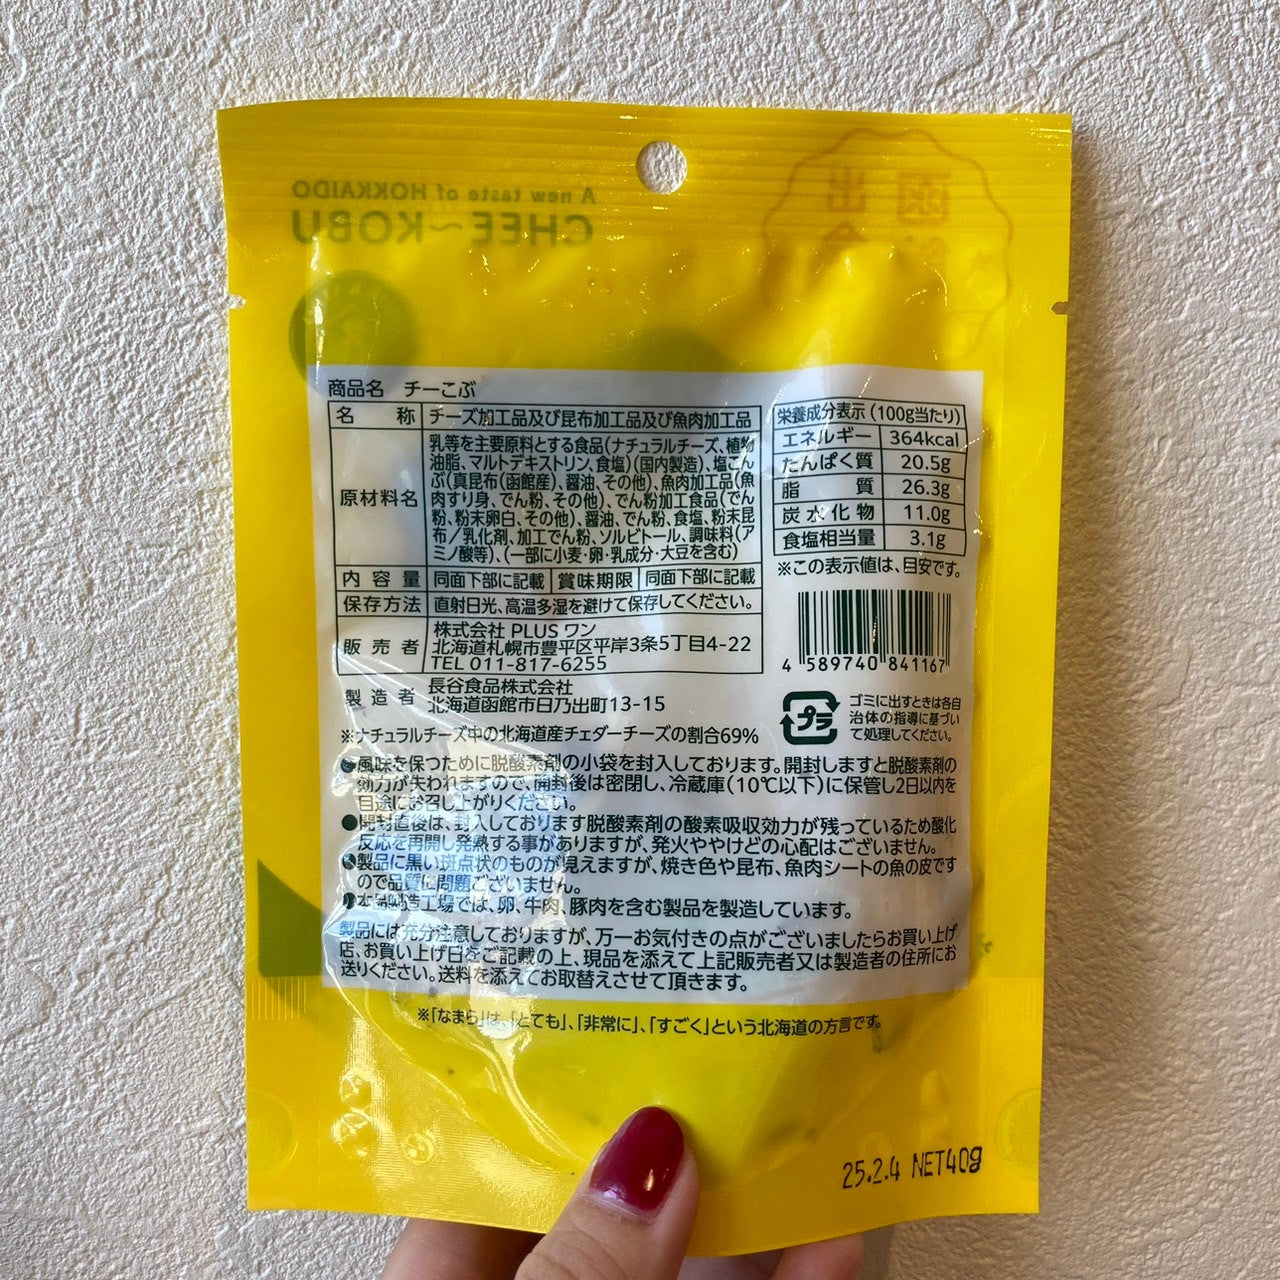 A new taste of HOKKAIDO
CHEE~KOBU
商品名 チーこぶ
名称 チーズ加工品及び昆布加工品及び魚肉加工品
原材料名 乳等を主要原料とする食品(ナチュラルチーズ、植物
油脂、マルトデキストリン、食塩)(国内製造)、塩こん
ぶ(真昆布(函館産)、醤油、その他)、魚肉加工品(魚
肉すり身、でん粉、その他)、でん粉加工食品(でん
粉、粉末卵白、その他)、醤油、でん粉、食塩、粉末昆
布/乳化剤、加工でん粉、ソルビトール、調味料(ア
ミノ酸等)、(一部に小麦・卵・乳成分・大豆を含む)
内容量 同面下部に記載 賞味期限 同面下部に記載
保存方法 直射日光、高温多湿を避けて保存してください。
販売者 株式会社 PLUS ワン
北海道札幌市豊平区平岸3条5丁目4-22
TEL 011-817-6255
製造者 長谷食品株式会社
北海道函館市日乃出町13-15
※ナチュラルチーズ中の北海道産チェダーチーズの割合69%
栄養成分表示(100g当たり)
エネルギー 364kcal
たんぱく質 20.5g
脂質 26.3g
炭水化物 11.0g
食塩相当量 3.1g
※この表示値は、目安です。
4 589740 841167
プラ
ゴミに出すときは各自
治体の指導に基づい
て処理してください。
●風味を保つために脱酸素剤の小袋を封入しております。開封しますと脱酸素剤の
効力が失われますので、開封後は密閉し、冷蔵庫(10℃以下)に保管し2日以内を
目途にお召し上がりください。
●開封直後は、封入しております脱酸素剤の酸素吸収効力が残っているため酸化
反応を再開し発熱する事がありますが、発火ややけどの心配はございません。
●製品に黒い斑点状のものが見えますが、焼き色や昆布、魚肉シートの魚の皮です
ので品質に問題ございません。
●本品製造工場では、卵、牛肉、豚肉を含む製品を製造しています。
製品には充分注意しておりますが、万一お気付きの点がございましたらお買い上げ
店、お買い上げ日をご記載の上、現品を添えて上記販売者又は製造者の住所にお
送りください。送料を添えてお取替えさせて頂きます。
※「なまら」は、「とても」、「非常に」、「すごく」という北海道の方言です。
25.2.4 NET40g